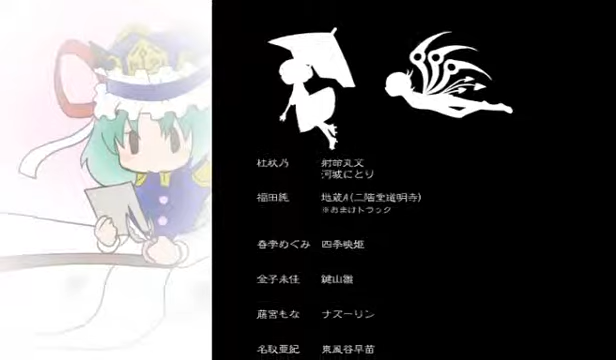 杜秋乃 射命丸文
河城にとり
福田純 地蔵A(二階堂道明寺)
※おまけトラック
春季めぐみ 四季映姫
金子未佳 鍵山雛
藤宮もな ナズーリン
名取亜紀 東風谷早苗